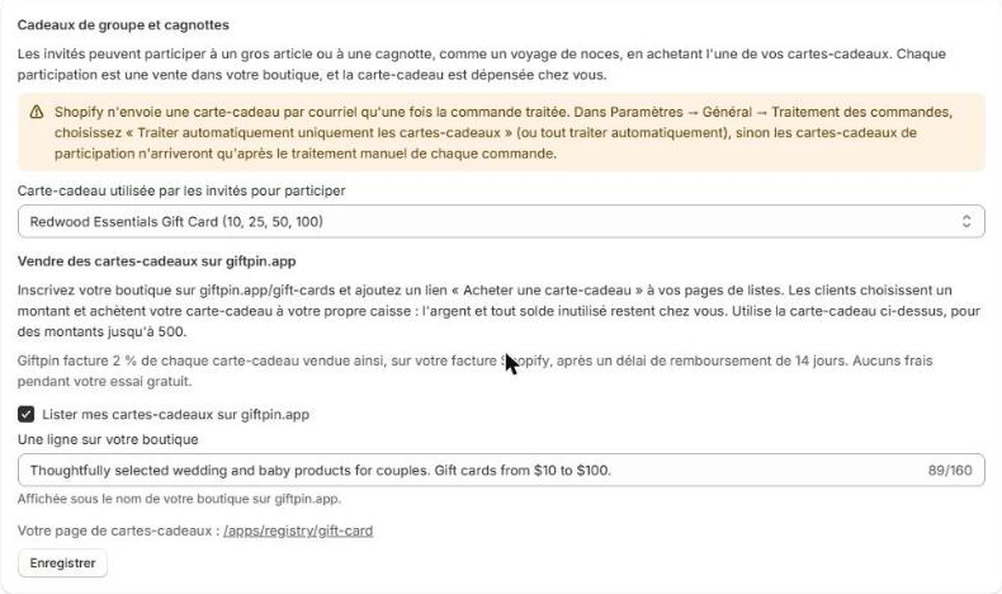 Cadeaux de groupe et cagnottes
Les invités peuvent participer à un gros article ou à une cagnotte, comme un voyage de noces, en achetant l'une de vos cartes-cadeaux. Chaque
participation est une vente dans votre boutique, et la carte-cadeau est dépensée chez vous.
Shopify n'envoie une carte-cadeau par courriel qu'une fois la commande traitée. Dans Paramètres → Général → Traitement des commandes,
choisissez « Traiter automatiquement uniquement les cartes-cadeaux » (ou tout traiter automatiquement), sinon les cartes-cadeaux de
participation n'arriveront qu'après le traitement manuel de chaque commande.
Carte-cadeau utilisée par les invités pour participer
Redwood Essentials Gift Card (10, 25, 50, 100)
Vendre des cartes-cadeaux sur giftpin.app
Inscrivez votre boutique sur giftpin.app/gift-cards et ajoutez un lien « Acheter une carte-cadeau » à vos pages de listes. Les clients choisissent un
montant et achètent votre carte-cadeau à votre propre caisse : l'argent et tout solde inutilisé restent chez vous. Utilise la carte-cadeau ci-dessus, pour
des montants jusqu'à 500.
Giftpin facture 2 % de chaque carte-cadeau vendue ainsi, sur votre facture Shopify, après un délai de remboursement de 14 jours. Aucuns frais
pendant votre essai gratuit.
Lister mes cartes-cadeaux sur giftpin.app
Une ligne sur votre boutique
Thoughtfully selected wedding and baby products for couples. Gift cards from $10 to $100. 89/160
Affichée sous le nom de votre boutique sur giftpin.app.
Votre page de cartes-cadeaux : /apps/registry/gift-card
Enregistrer